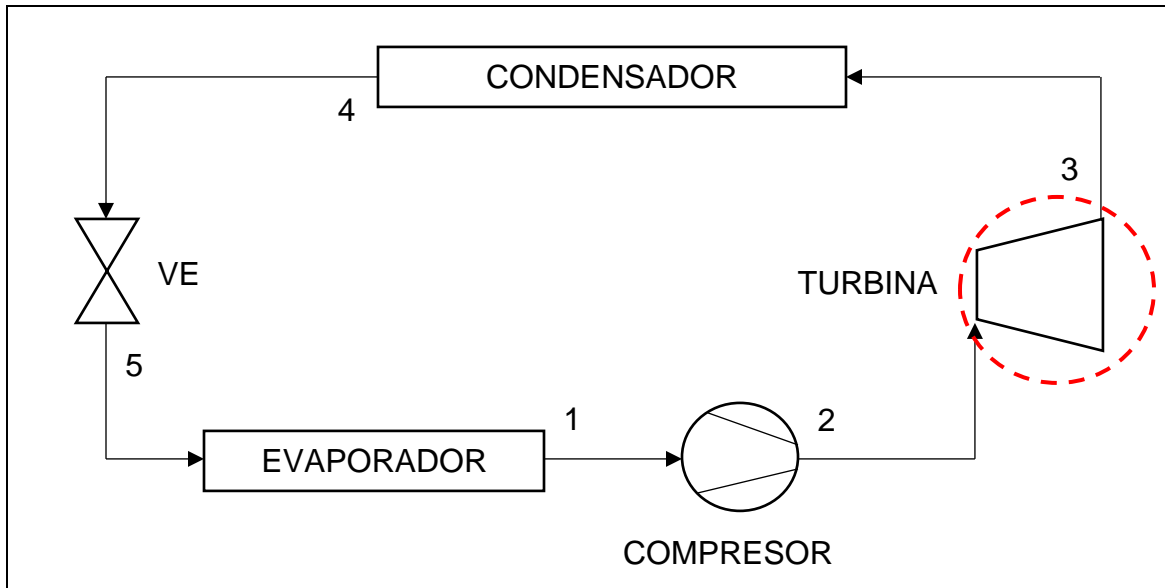 CONDENSADOR
4
3
VE
TURBINA
5
1
2
EVAPORADOR
COMPRESOR